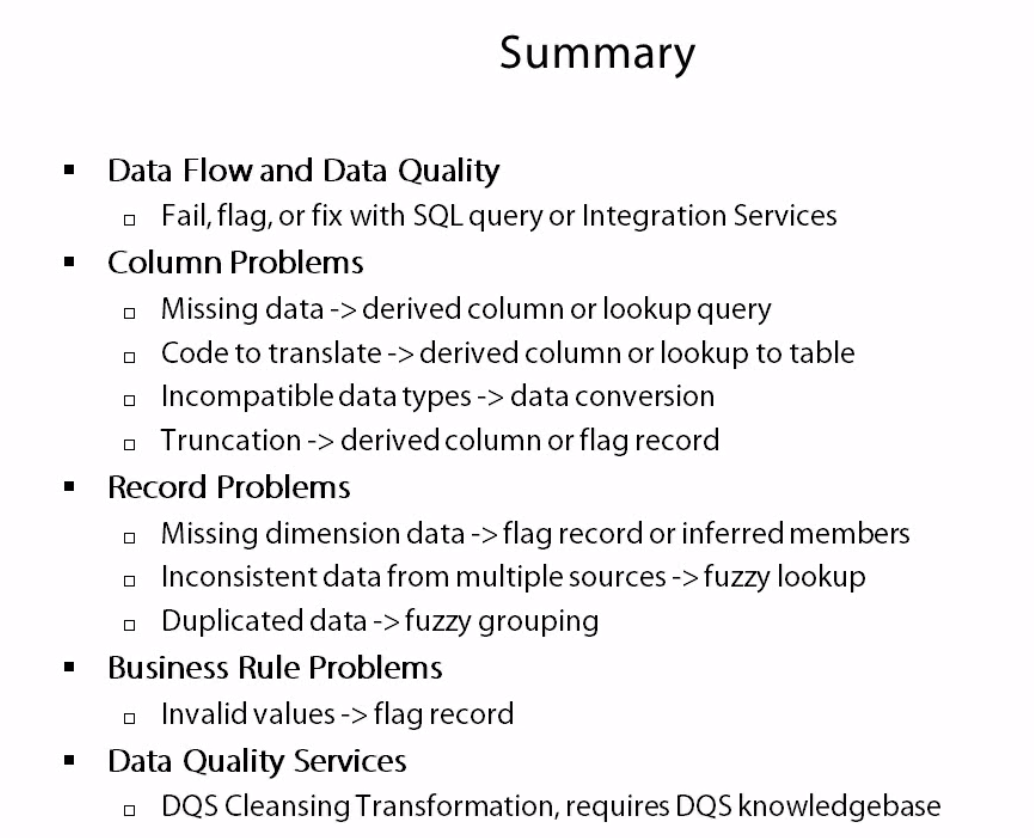 Summary
Data Flow and Data Quality
Fail, flag, or fix with SQL query or Integration Services
Column Problems
Missing data -> derived column or lookup query
Code to translate -> derived column or lookup to table
Incompatible data types -> data conversion
Truncation -> derived column or flag record
Record Problems
Missing dimension data -> flag record or inferred members
Inconsistent data from multiple sources -> fuzzy lookup
Duplicated data -> fuzzy grouping
Business Rule Problems
Invalid values -> flag record
Data Quality Services
DQS Cleansing Transformation, requires DQS knowledgebase